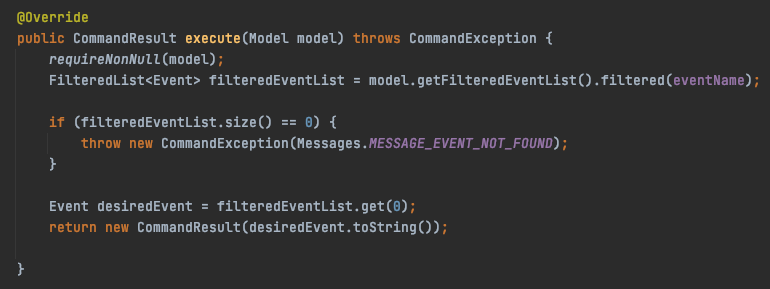 @Override
public CommandResult execute(Model model) throws CommandException {
requireNonNull(model);
FilteredList<Event> filteredEventList = model.getFilteredEventList().filtered(eventName);
if (filteredEventList.size() == 0) {
throw new CommandException(Messages.MESSAGE_EVENT_NOT_FOUND);
}
Event desiredEvent = filteredEventList.get(0);
return new CommandResult(desiredEvent.toString());
}